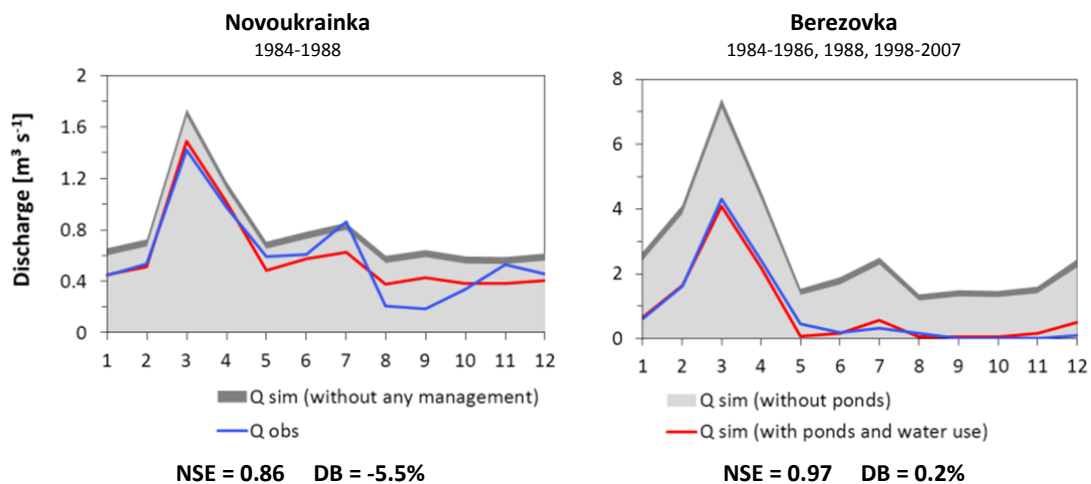 Novoukrainka
1984-1988
Discharge [m³ s⁻¹]
2
1.6
1.2
0.8
0.4
0
1 2 3 4 5 6 7 8 9 10 11 12
Q sim (without any management)
Q obs
NSE = 0.86 DB = -5.5%
Berezovka
1984-1986, 1988, 1998-2007
8
6
4
2
0
1 2 3 4 5 6 7 8 9 10 11 12
Q sim (without ponds)
Q sim (with ponds and water use)
NSE = 0.97 DB = 0.2%